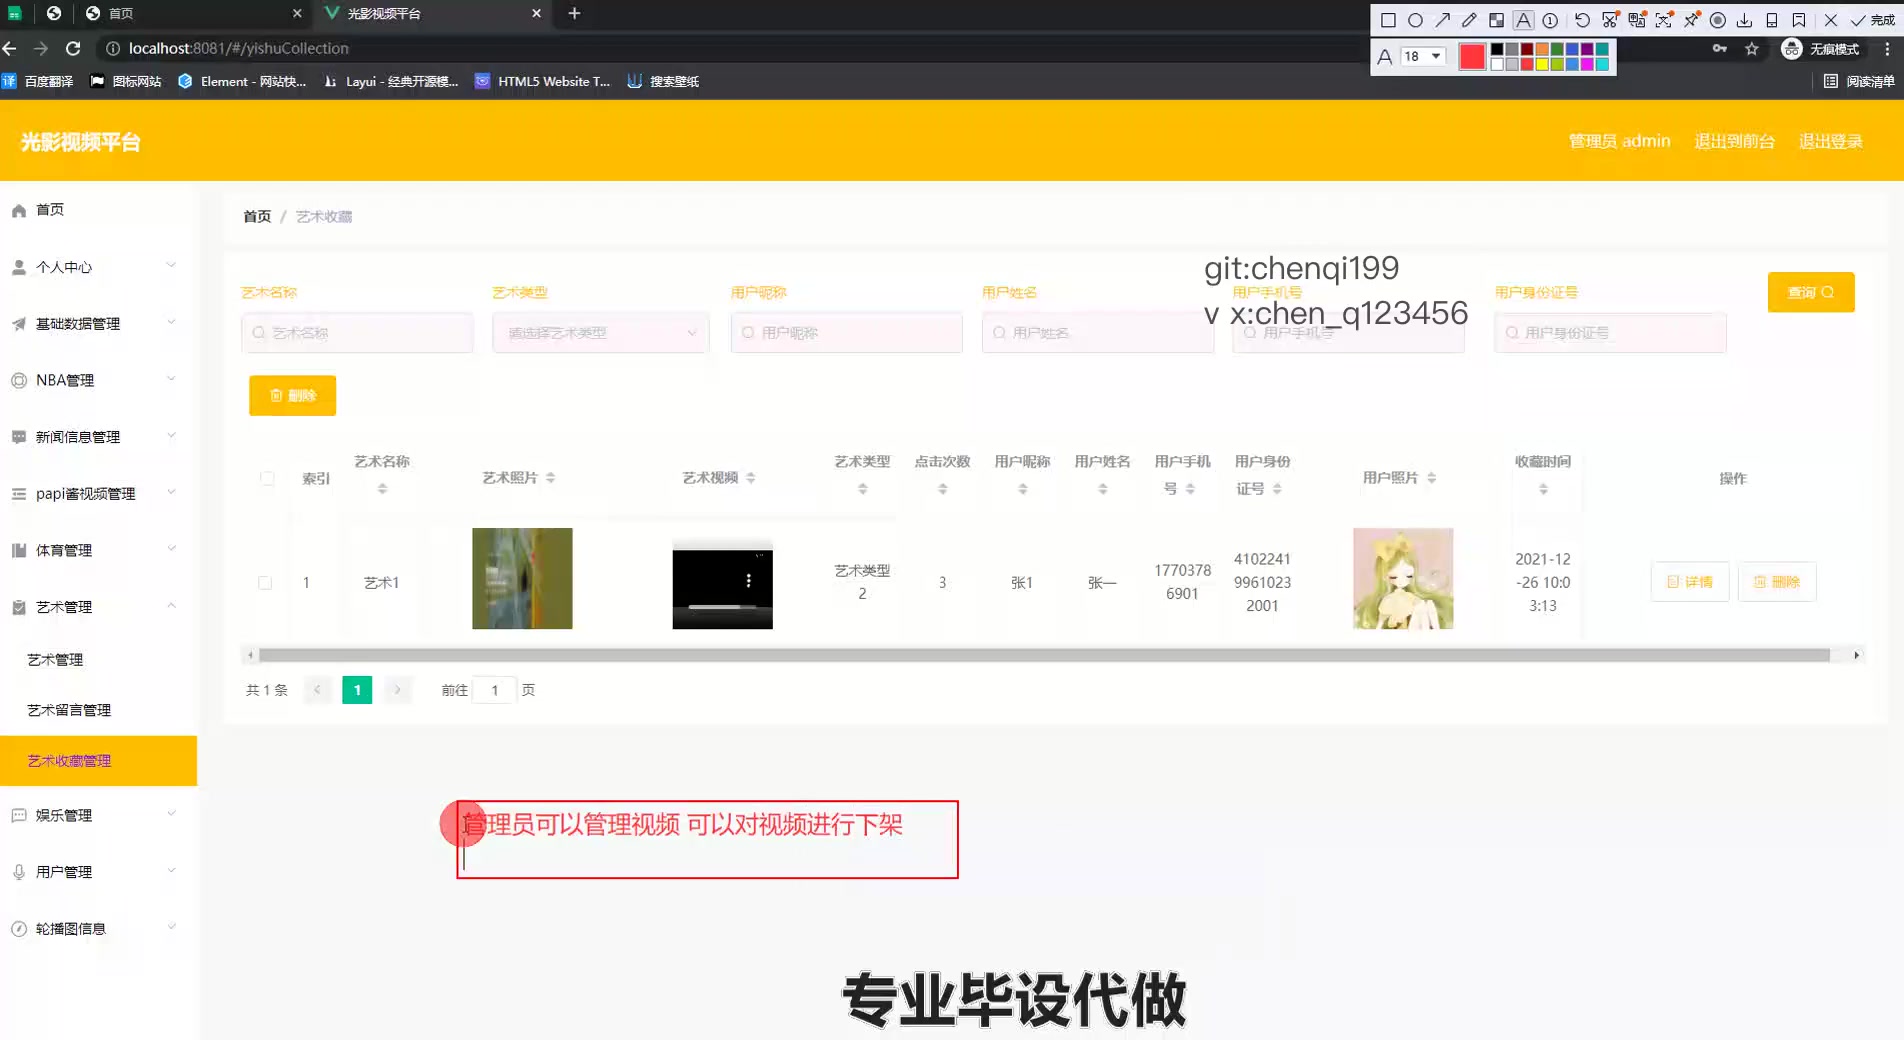 首页
光影视频平台
18
完成
localhost:8081/#/yishuCollection
无痕模式
百度翻译
图标网站
Element - 网站快...
Layui - 经典开源模...
HTML5 Website T...
搜索壁纸
阅读清单
光影视频平台
管理员 admin
退出到前台
退出登录
首页
个人中心
基础数据管理
NBA管理
新闻信息管理
papi酱视频管理
体育管理
艺术管理
艺术管理
艺术留言管理
艺术收藏管理
娱乐管理
用户管理
轮播图信息
首页 / 艺术收藏
git:chenqi199
v x:chen_q123456
艺术名称
艺术类型
用户昵称
用户姓名
用户手机号
用户身份证号
查询
艺术名称
请选择艺术类型
用户昵称
用户姓名
用户手机号
用户身份证号
删除
索引
艺术名称
艺术照片
艺术视频
艺术类型
点击次数
用户昵称
用户姓名
用户手机
号
用户身份
证号
用户照片
收藏时间
操作
1
艺术1
艺术类型
2
3
张1
张一
1770378
6901
4102241
9961023
2001
2021-12
-26 10:0
3:13
详情
删除
共 1 条
1
前往
1
页
管理员可以管理视频 可以对视频进行下架
专业毕设代做